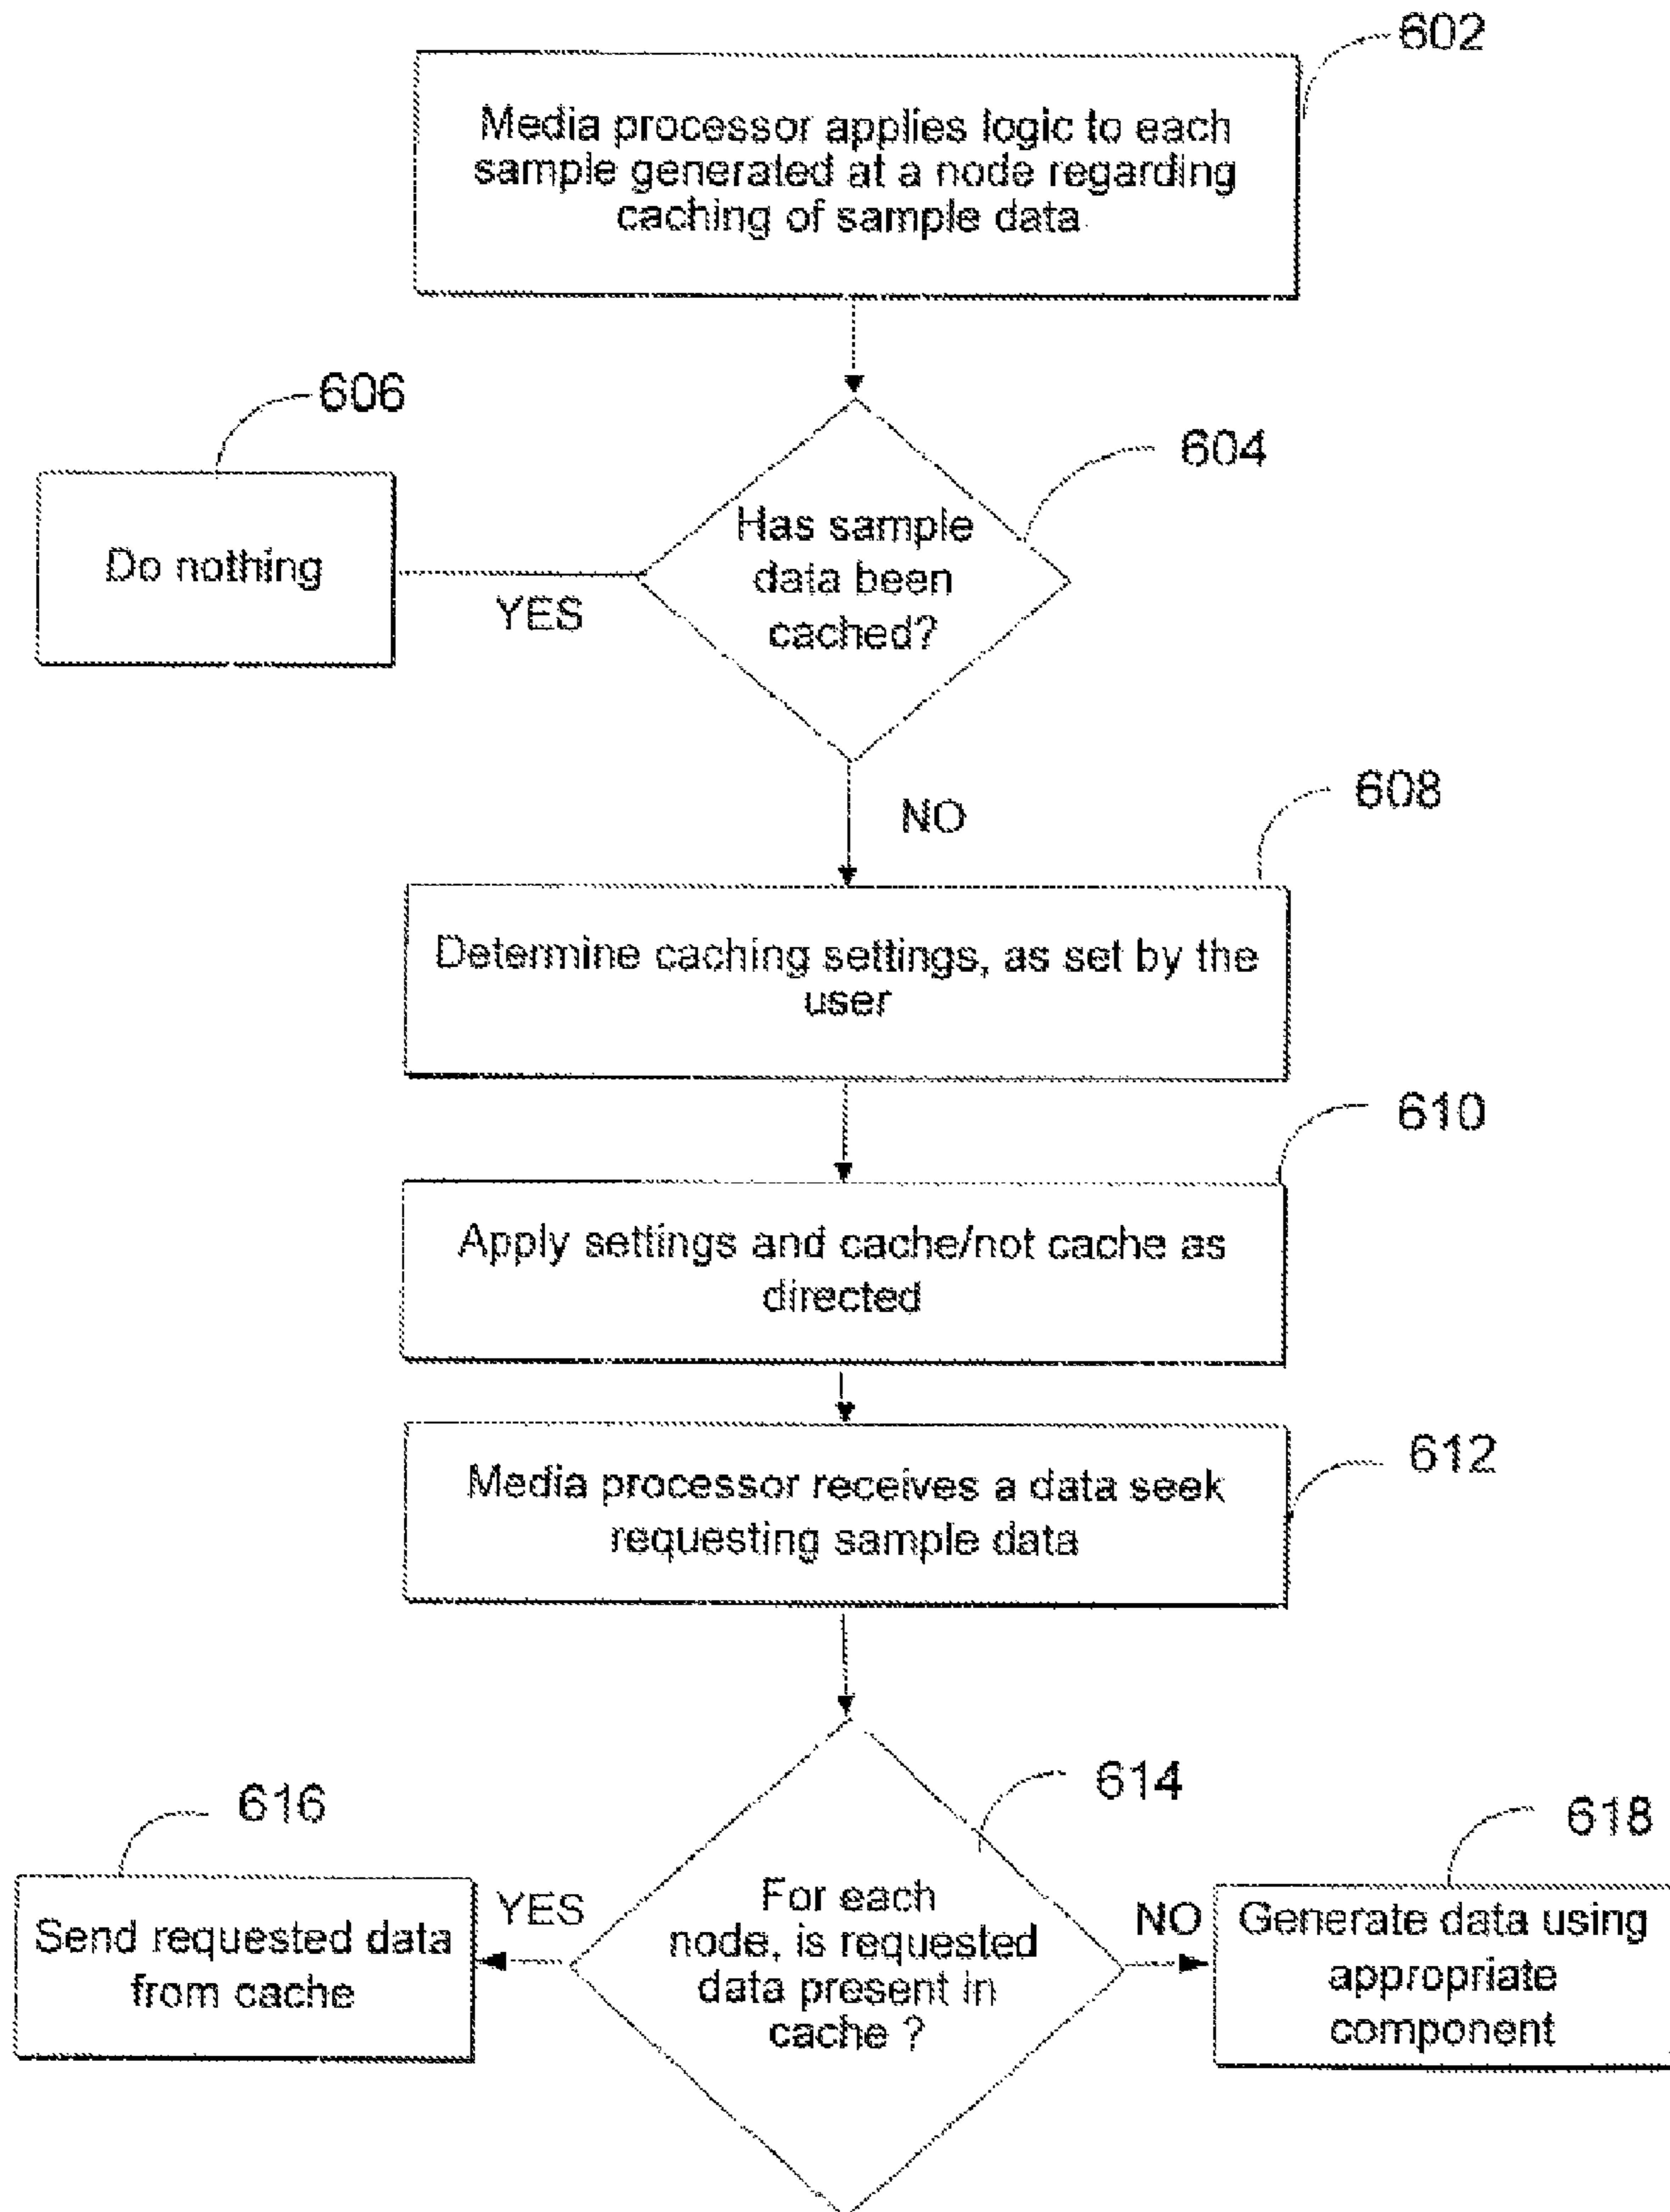 602
Media processor applies logic to each
sample generated at a node regarding
caching of sample data
606
604
Do nothing
YES
Has sample
data been
cached?
NO
608
Determine caching settings, as set by the
user
610
Apply settings and cache/not cache as
directed
612
Media processor receives a data seek
requesting sample data
616
614
618
Send requested data
from cache
YES
For each
node, is requested
data present in
cache ?
NO
Generate data using
appropriate
component